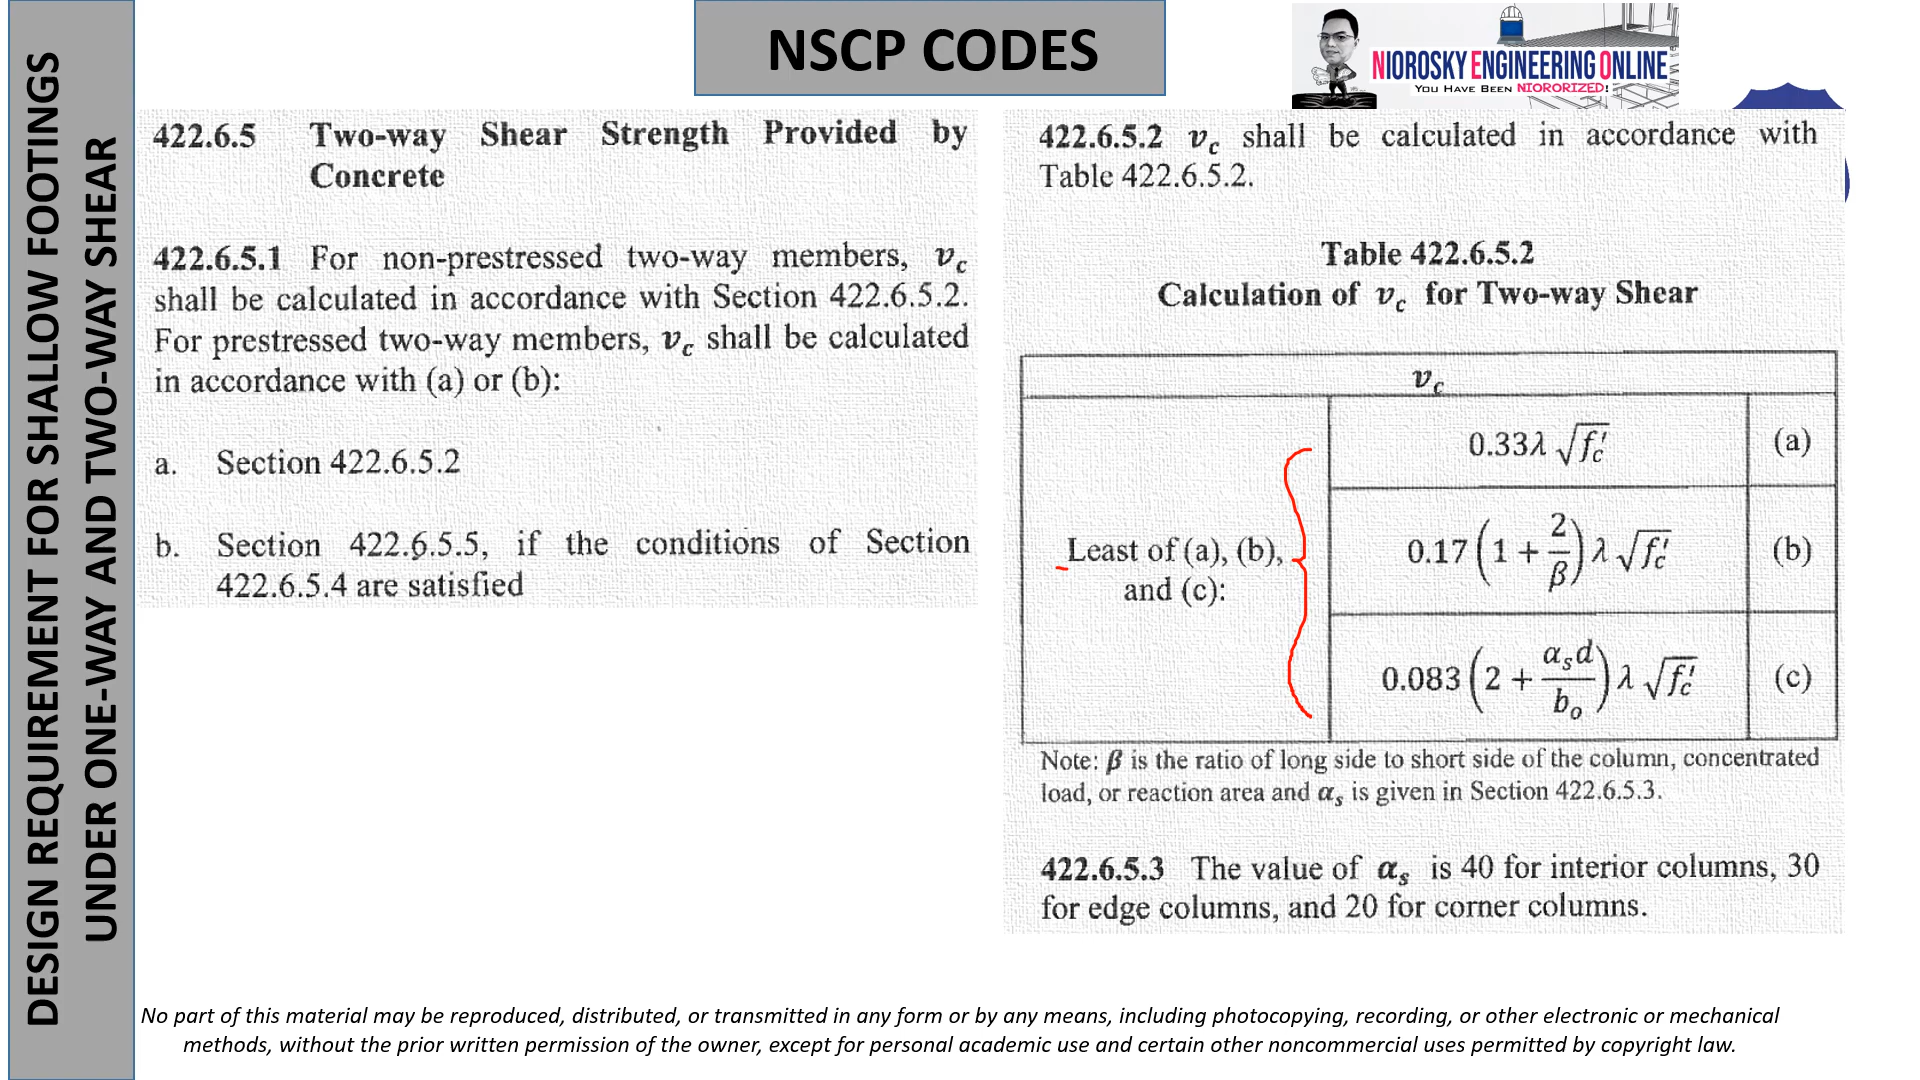 DESIGN REQUIREMENT FOR SHALLOW FOOTINGS
UNDER ONE-WAY AND TWO-WAY SHEAR
NSCP CODES
NIOROSKY ENGINEERING ONLINE
YOU HAVE BEEN NIORORIZED!
422.6.5 Two-way Shear Strength Provided by
Concrete
422.6.5.1 For non-prestressed two-way members, v_c
shall be calculated in accordance with Section 422.6.5.2.
For prestressed two-way members, v_c shall be calculated
in accordance with (a) or (b):
a. Section 422.6.5.2
b. Section 422.6.5.5, if the conditions of Section
422.6.5.4 are satisfied
422.6.5.2 v_c shall be calculated in accordance with
Table 422.6.5.2.
Table 422.6.5.2
Calculation of v_c for Two-way Shear
v_c
Least of (a), (b),
and (c):
0.33λ √f'_c (a)
0.17 (1 + 2/β) λ √f'_c (b)
0.083 (2 + α_s d/b_o) λ √f'_c (c)
Note: β is the ratio of long side to short side of the column, concentrated
load, or reaction area and α_s is given in Section 422.6.5.3.
422.6.5.3 The value of α_s is 40 for interior columns, 30
for edge columns, and 20 for corner columns.
No part of this material may be reproduced, distributed, or transmitted in any form or by any means, including photocopying, recording, or other electronic or mechanical
methods, without the prior written permission of the owner, except for personal academic use and certain other noncommercial uses permitted by copyright law.